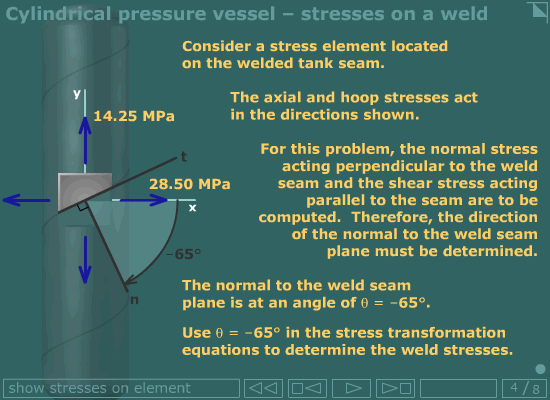 Cylindrical pressure vessel – stresses on a weld
Consider a stress element located
on the welded tank seam.
y
14.25 MPa
The axial and hoop stresses act
in the directions shown.
For this problem, the normal stress
acting perpendicular to the weld
seam and the shear stress acting
parallel to the seam are to be
computed.  Therefore, the direction
of the normal to the weld seam
plane must be determined.
t
28.50 MPa
x
−65°
n
The normal to the weld seam
plane is at an angle of θ = −65°.
Use θ = −65° in the stress transformation
equations to determine the weld stresses.
show stresses on element
4 / 8